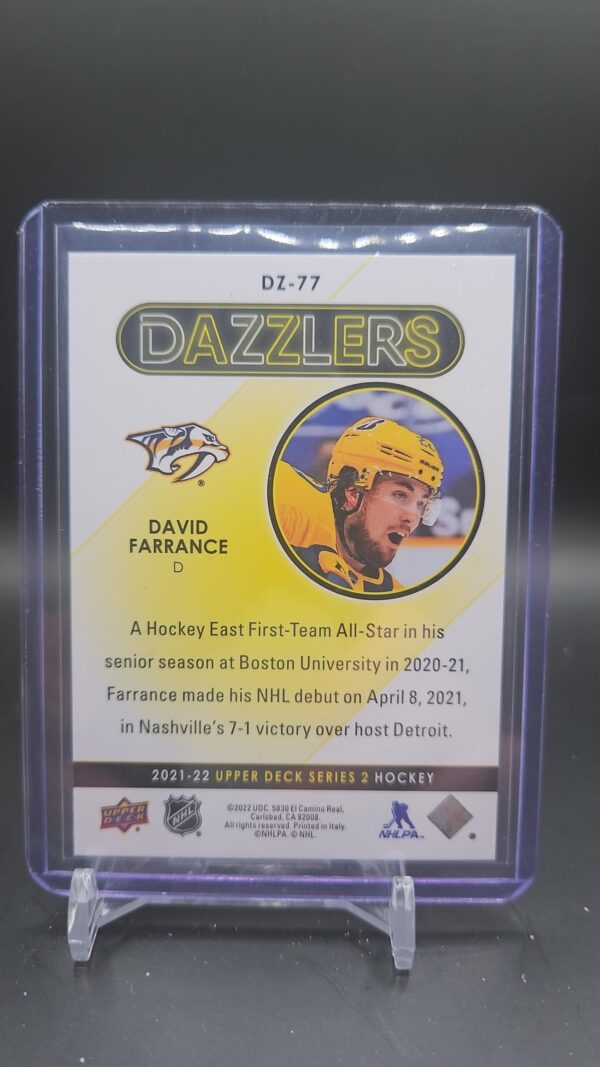 DZ-77
DAZZLERS
DAVID
FARRANCE
D
A Hockey East First-Team All-Star in his
senior season at Boston University in 2020-21,
Farrance made his NHL debut on April 8, 2021,
in Nashville's 7-1 victory over host Detroit.
2021-22 UPPER DECK SERIES 2 HOCKEY
UPPER
DECK
NHL
©2022 UDC. 5830 El Camino Real,
Carlsbad, CA 92008.
All rights reserved. Printed in Italy.
©NHLPA. © NHL.
NHLPA